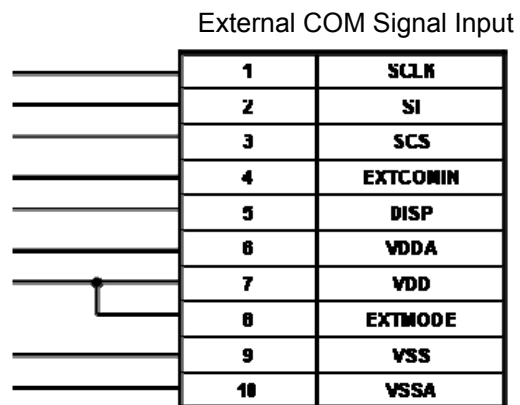 External COM Signal Input
1 SCLK
2 SI
3 SCS
4 EXTCOMIN
5 DISP
6 VDDA
7 VDD
8 EXTMODE
9 VSS
10 VSSA